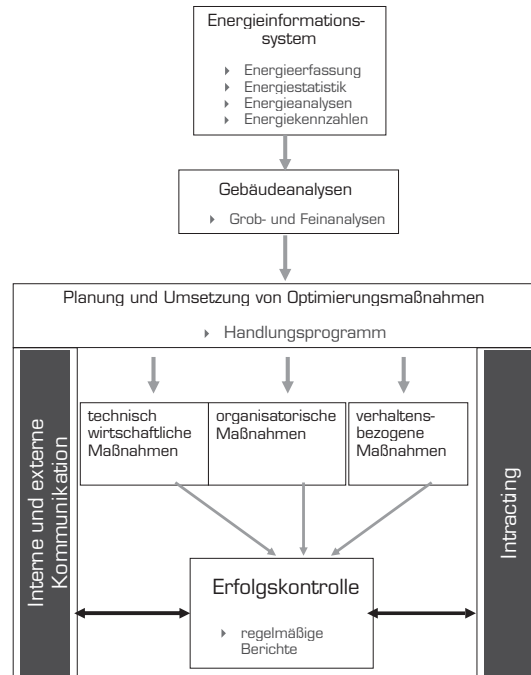 Energieinformations-
system
Energieerfassung
Energiestatistik
Energieanalysen
Energiekennzahlen
Gebäudeanalysen
Grob- und Feinanalysen
Planung und Umsetzung von Optimierungsmaßnahmen
Handlungsprogramm
Interne und externe
Kommunikation
technisch
wirtschaftliche
Maßnahmen
organisatorische
Maßnahmen
verhaltens-
bezogene
Maßnahmen
Intracting
Erfolgskontrolle
regelmäßige
Berichte